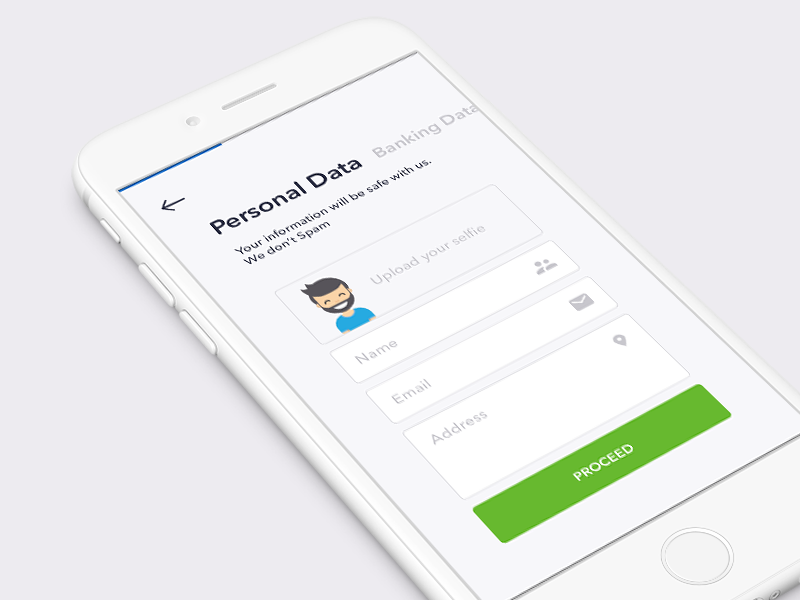 Personal Data Banking Data
Your information will be safe with us.
We don't Spam
Upload your selfie
Name
Email
Address
PROCEED